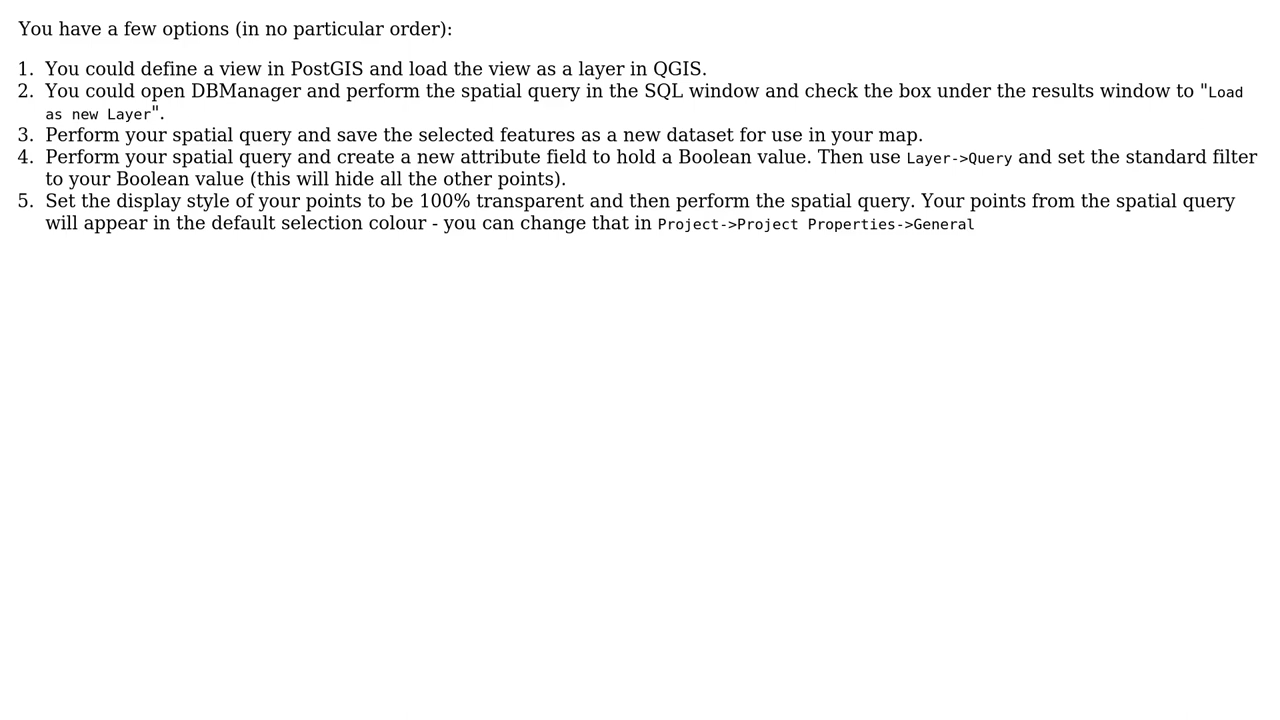 You have a few options (in no particular order):
1. You could define a view in PostGIS and load the view as a layer in QGIS.
2. You could open DBManager and perform the spatial query in the SQL window and check the box under the results window to "Load
as new Layer".
3. Perform your spatial query and save the selected features as a new dataset for use in your map.
4. Perform your spatial query and create a new attribute field to hold a Boolean value. Then use Layer->Query and set the standard filter
to your Boolean value (this will hide all the other points).
5. Set the display style of your points to be 100% transparent and then perform the spatial query. Your points from the spatial query
will appear in the default selection colour - you can change that in Project->Project Properties->General